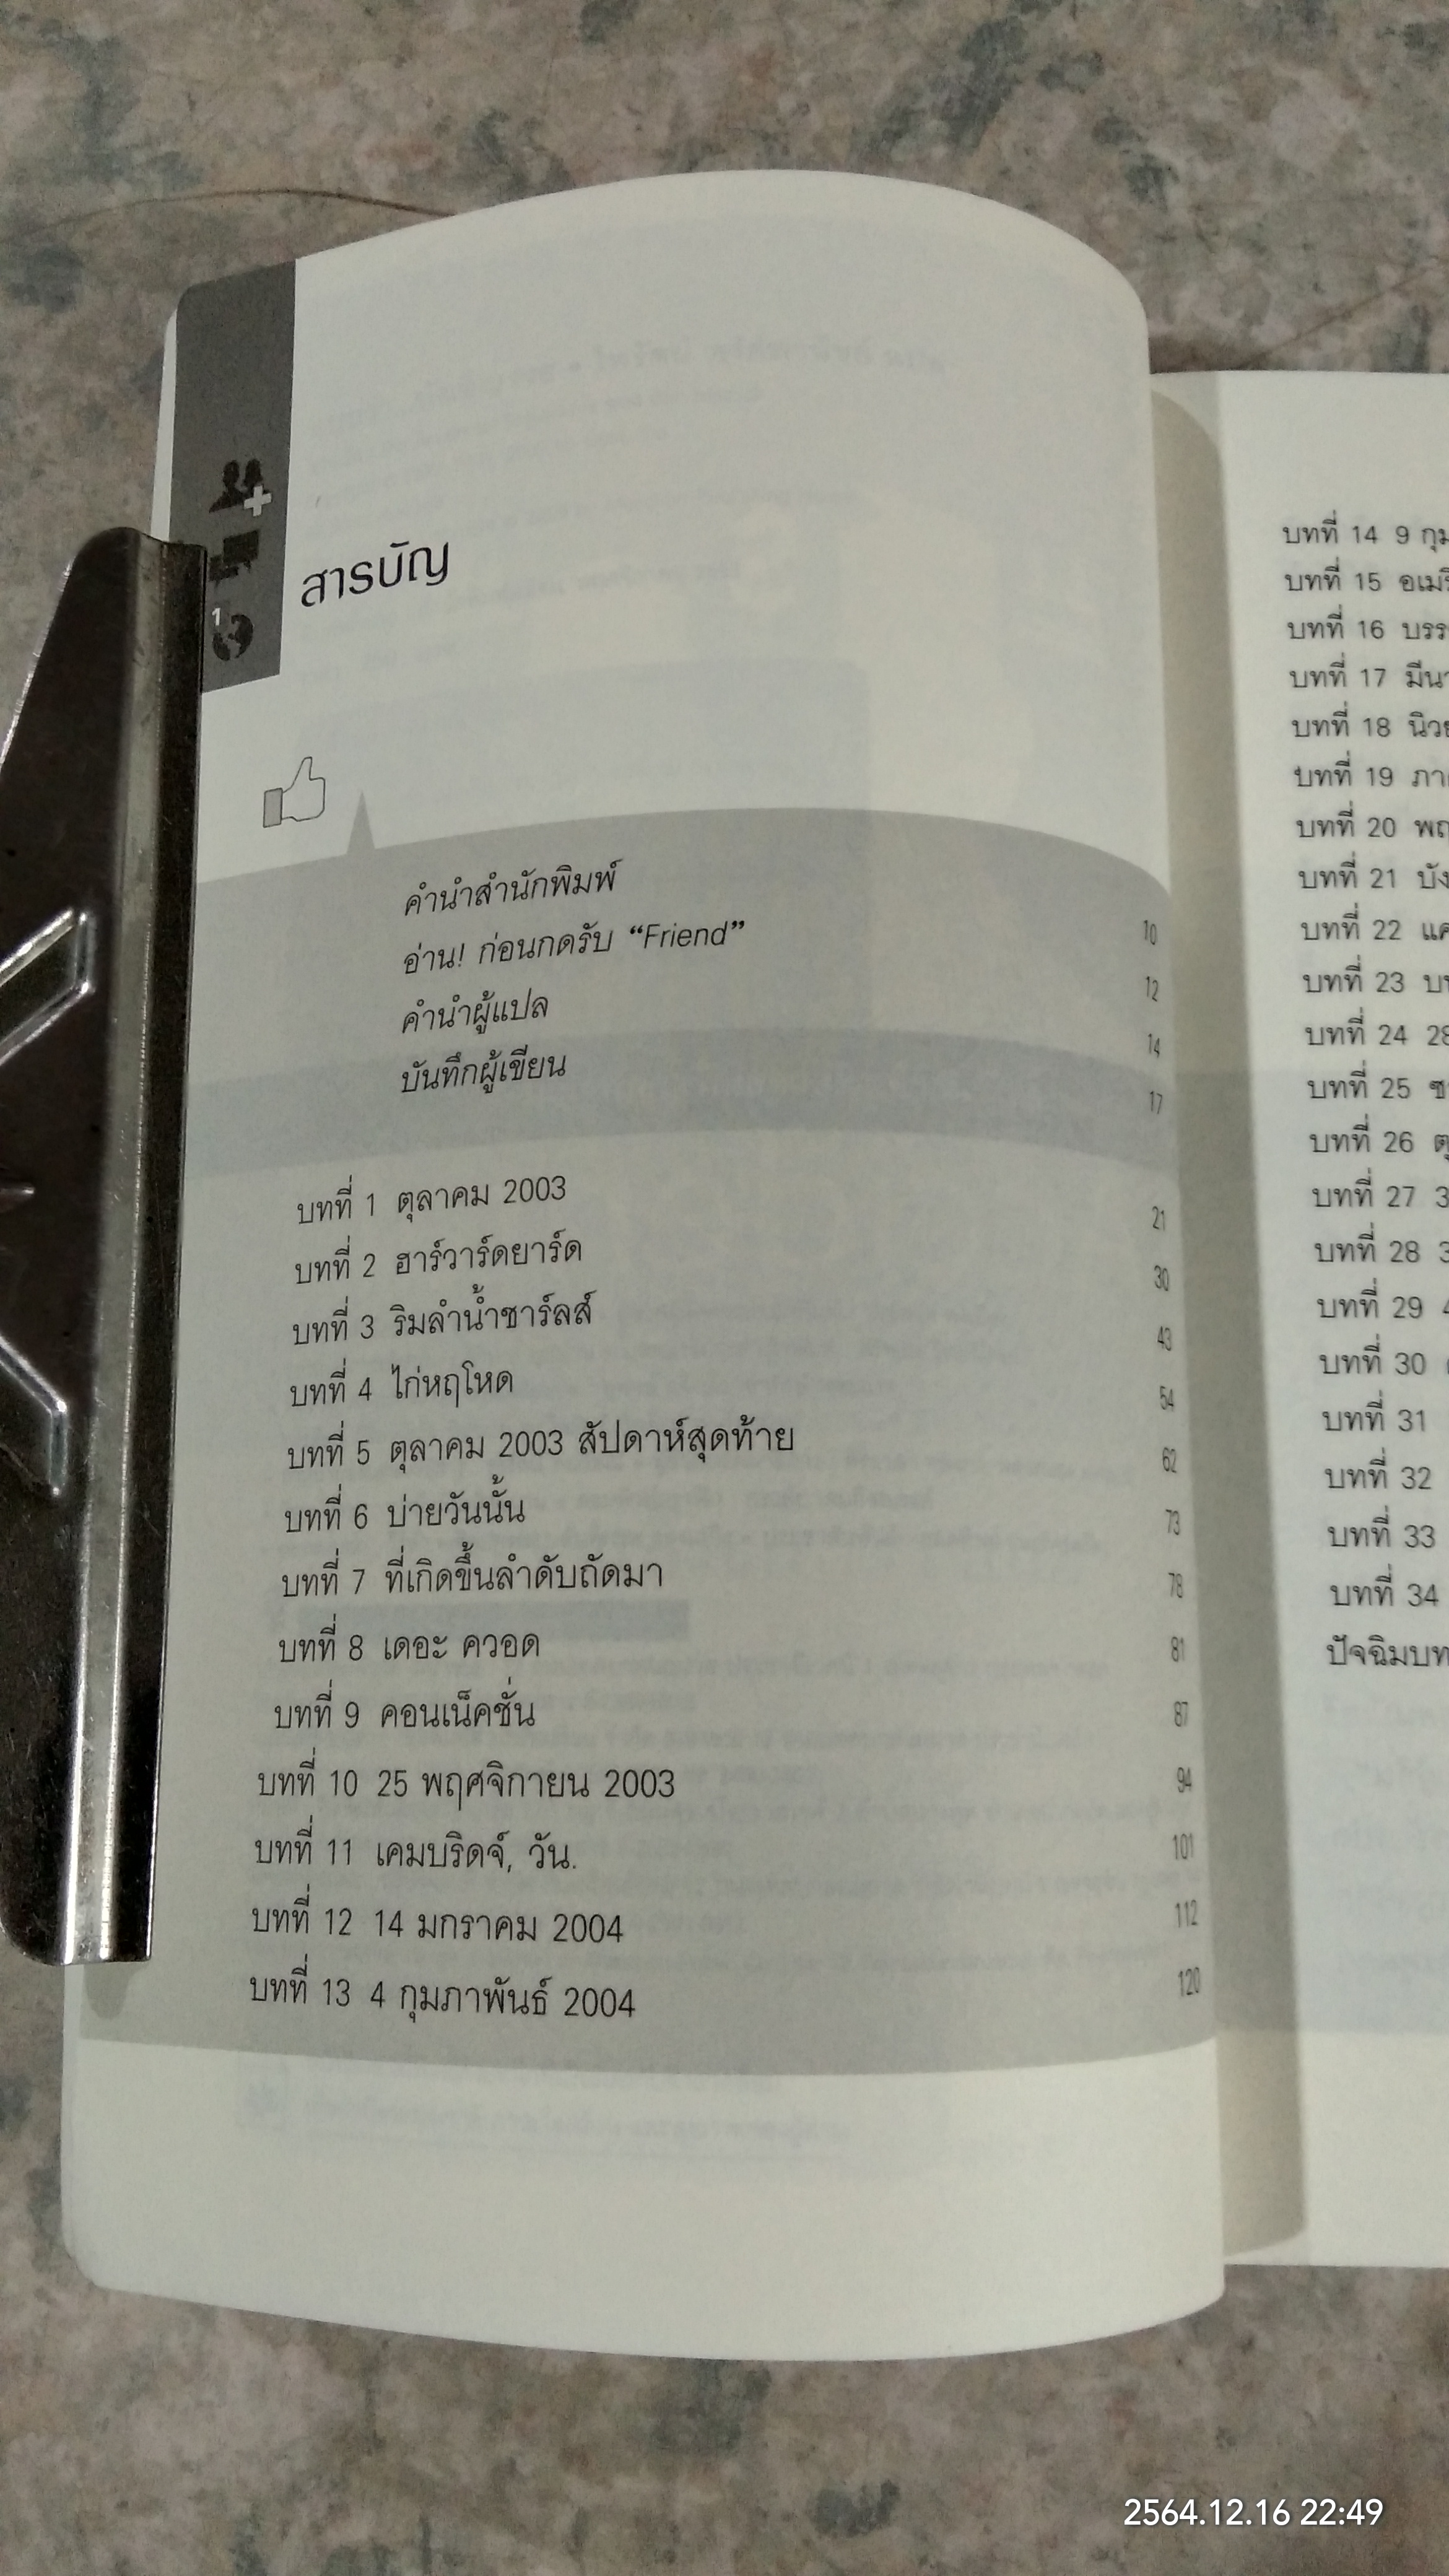 1
สารบัญ
คำนำสำนักพิมพ์ 10
อ่าน! ก่อนกดรับ “Friend” 12
คำนำผู้แปล 14
บันทึกผู้เขียน 17
บทที่ 1 ตุลาคม 2003 21
บทที่ 2 ฮาร์วาร์ดยาร์ด 30
บทที่ 3 ริมลำน้ำชาร์ลส์ 43
บทที่ 4 ไก่หฤโหด 54
บทที่ 5 ตุลาคม 2003 สัปดาห์สุดท้าย 62
บทที่ 6 บ่ายวันนั้น 73
บทที่ 7 ที่เกิดขึ้นลำดับถัดมา 78
บทที่ 8 เดอะ ควอด 81
บทที่ 9 คอนเน็คชั่น 87
บทที่ 10 25 พฤศจิกายน 2003 94
บทที่ 11 เคมบริดจ์, วัน. 101
บทที่ 12 14 มกราคม 2004 112
บทที่ 13 4 กุมภาพันธ์ 2004 120
บทที่ 14 9
บทที่ 15
บทที่ 16
บทที่ 17
บทที่ 18
บทที่ 19
บทที่ 20
บทที่ 21
บทที่ 22
บทที่ 23
บทที่ 24
บทที่ 25
บทที่ 26
บทที่ 27
บทที่ 28
บทที่ 29
บทที่ 30
บทที่ 31
บทที่ 32
บทที่ 33
บทที่ 34
ปัจฉิมบท
2564.12.16 22:49